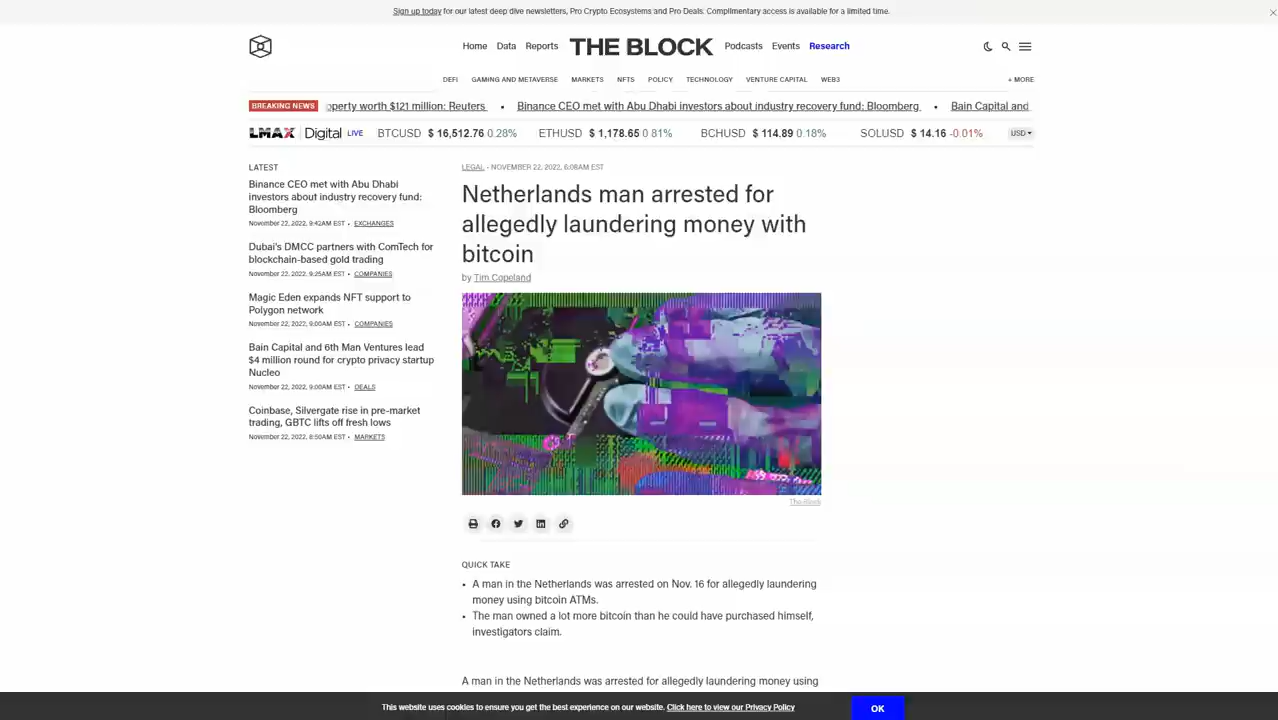 Sign up today for our latest deep dive newsletters, Pro Crypto Ecosystems and Pro Deals. Complimentary access is available for a limited time.
Home Data Reports THE BLOCK Podcasts Events Research
DEFI GAMING AND METAVERSE MARKETS NFTS POLICY TECHNOLOGY VENTURE CAPITAL WEB3 + MORE
BREAKING NEWS operty worth $121 million: Reuters • Binance CEO met with Abu Dhabi investors about industry recovery fund: Bloomberg • Bain Capital and
LMAX Digital LIVE BTCUSD $ 16,512.76 0.28% ETHUSD $ 1,178.65 0.81% BCHUSD $ 114.89 0.18% SOLUSD $ 14.16 -0.01% USD
LATEST
Binance CEO met with Abu Dhabi
investors about industry recovery fund:
Bloomberg
November 22, 2022, 9:42AM EST • EXCHANGES
Dubai's DMCC partners with ComTech for
blockchain-based gold trading
November 22, 2022, 9:25AM EST • COMPANIES
Magic Eden expands NFT support to
Polygon network
November 22, 2022, 9:00AM EST • COMPANIES
Bain Capital and 6th Man Ventures lead
$4 million round for crypto privacy startup
Nucleo
November 22, 2022, 9:00AM EST • DEALS
Coinbase, Silvergate rise in pre-market
trading, GBTC lifts off fresh lows
November 22, 2022, 8:50AM EST • MARKETS
LEGAL • NOVEMBER 22, 2022, 6:08AM EST
Netherlands man arrested for
allegedly laundering money with
bitcoin
by Tim Copeland
The Block
QUICK TAKE
• A man in the Netherlands was arrested on Nov. 16 for allegedly laundering
money using bitcoin ATMs.
• The man owned a lot more bitcoin than he could have purchased himself,
investigators claim.
A man in the Netherlands was arrested for allegedly laundering money using
This website uses cookies to ensure you get the best experience on our website. Click here to view our Privacy Policy OK